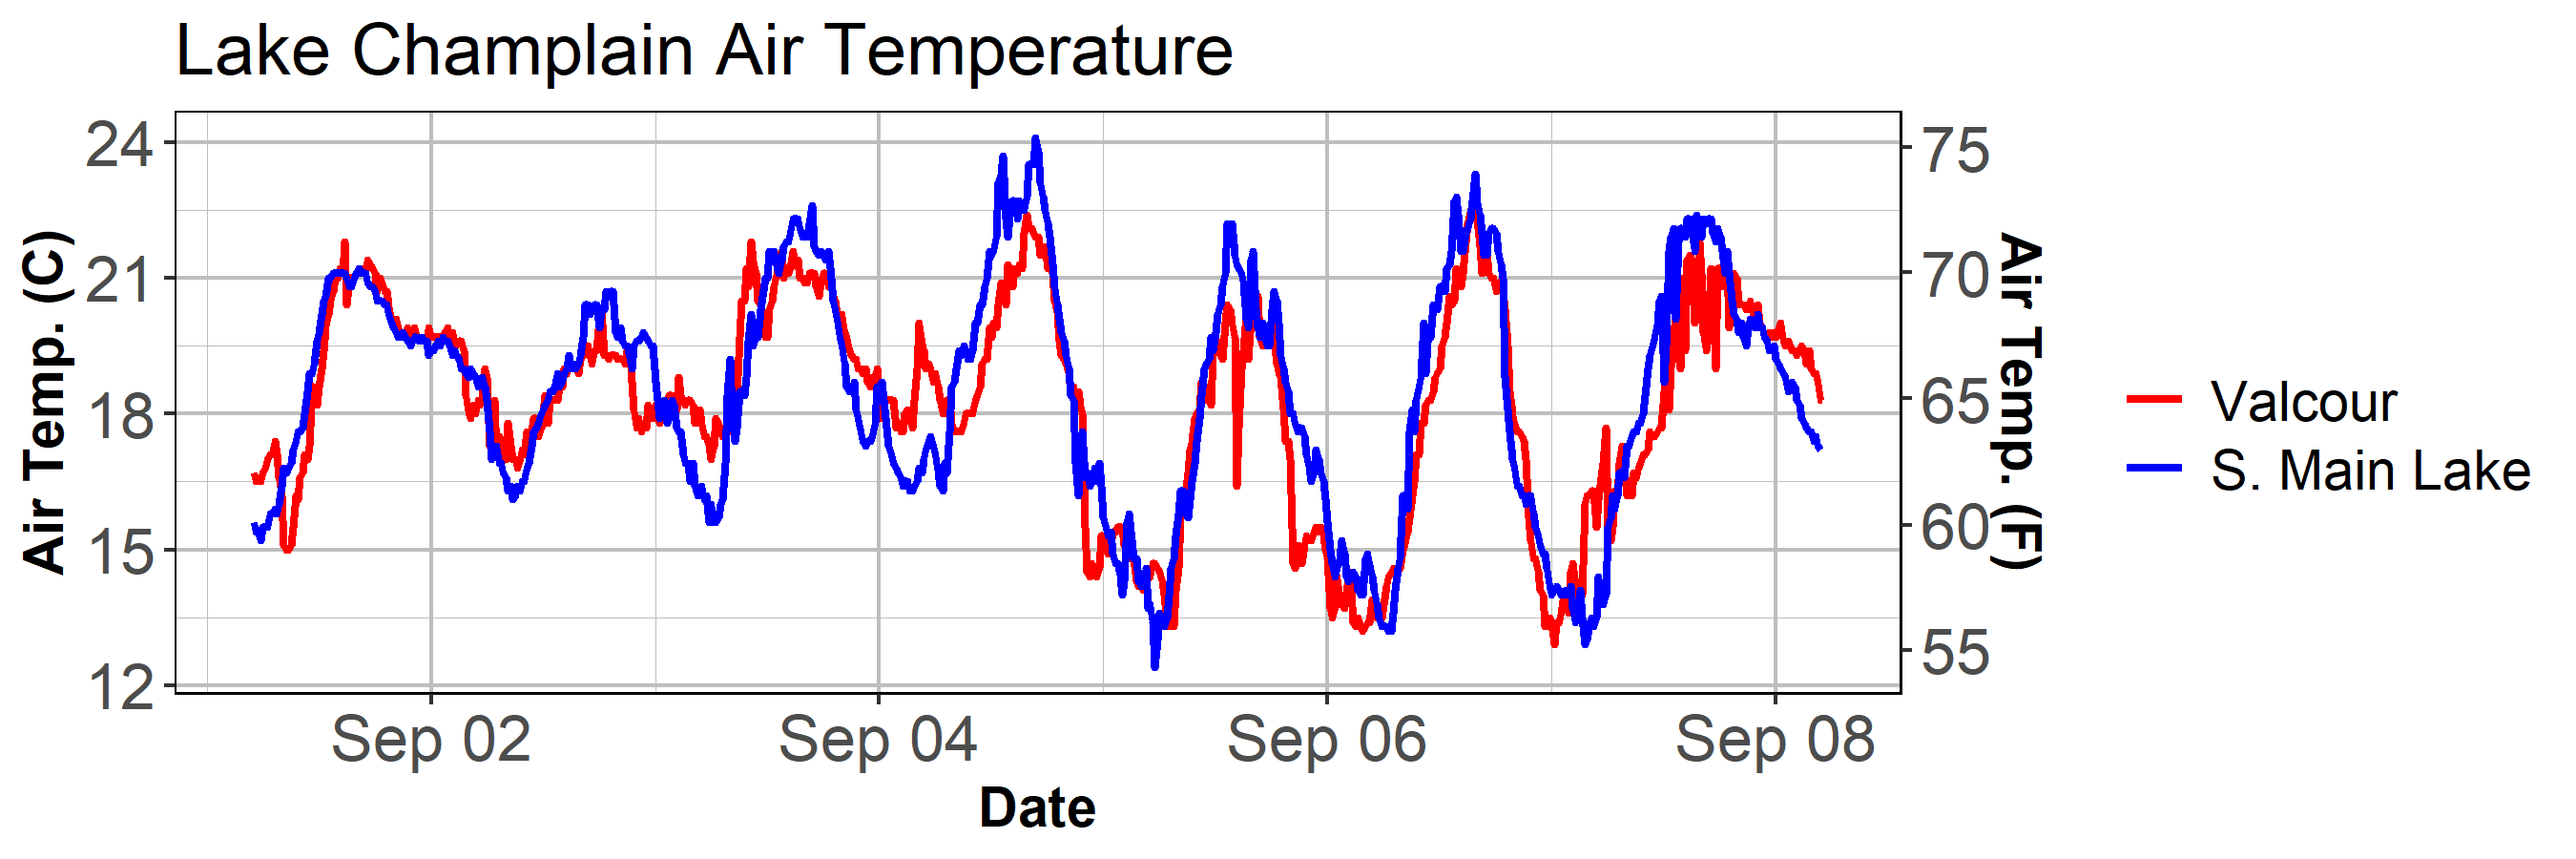 Lake Champlain Air Temperature
Air Temp. (C)
24
21
18
15
12
75
70
65
60
55
Air Temp. (F)
Sep 02 Sep 04 Sep 06 Sep 08
Date
Valcour
S. Main Lake